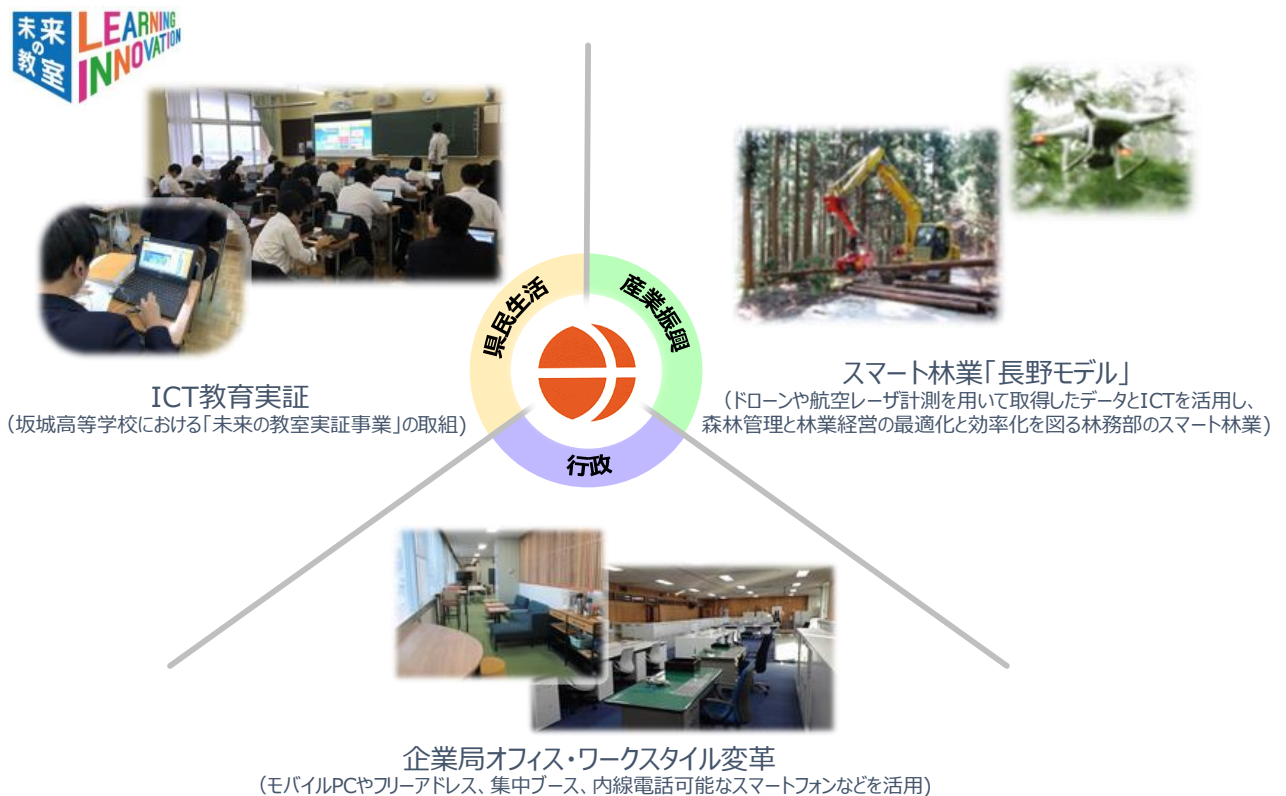 未来の教室
LEARNING
INNOVATION
県民生活
産業振興
行政
ICT教育実証
(坂城高等学校における「未来の教室実証事業」の取組)
スマート林業「長野モデル」
(ドローンや航空レーザ計測を用いて取得したデータとICTを活用し、
森林管理と林業経営の最適化と効率化を図る林務部のスマート林業)
企業局オフィス・ワークスタイル変革
(モバイルPCやフリーアドレス、集中ブース、内線電話可能なスマートフォンなどを活用)